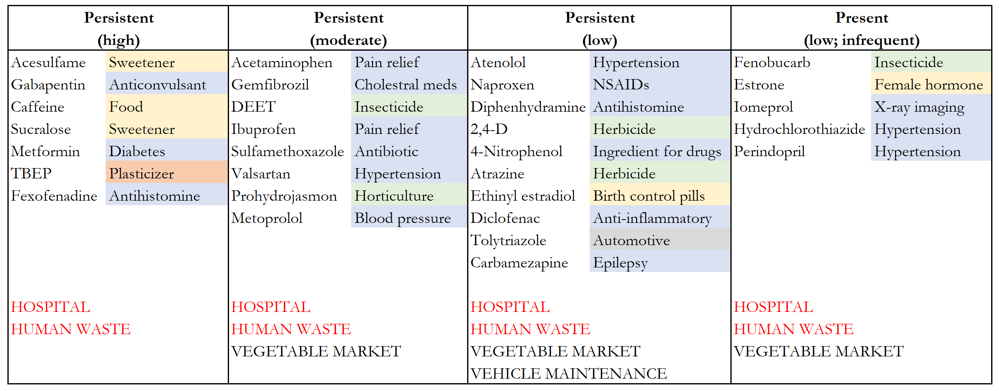 Persistent
(high)
Persistent
(moderate)
Persistent
(low)
Present
(low; infrequent)
Acesulfame Sweetener
Gabapentin Anticonvulsant
Caffeine Food
Sucralose Sweetener
Metformin Diabetes
TBEP Plasticizer
Fexofenadine Antihistomine
HOSPITAL
HUMAN WASTE
Acetaminophen Pain relief
Gemfibrozil Cholestral meds
DEET Insecticide
Ibuprofen Pain relief
Sulfamethoxazole Antibiotic
Valsartan Hypertension
Prohydrojasmon Horticulture
Metoprolol Blood pressure
HOSPITAL
HUMAN WASTE
VEGETABLE MARKET
Atenolol Hypertension
Naproxen NSAIDs
Diphenhydramine Antihistomine
2,4-D Herbicide
4-Nitrophenol Ingredient for drugs
Atrazine Herbicide
Ethinyl estradiol Birth control pills
Diclofenac Anti-inflammatory
Tolytriazole Automotive
Carbamezapine Epilepsy
HOSPITAL
HUMAN WASTE
VEGETABLE MARKET
VEHICLE MAINTENANCE
Fenobucarb Insecticide
Estrone Female hormone
Iomeprol X-ray imaging
Hydrochlorothiazide Hypertension
Perindopril Hypertension
HOSPITAL
HUMAN WASTE
VEGETABLE MARKET